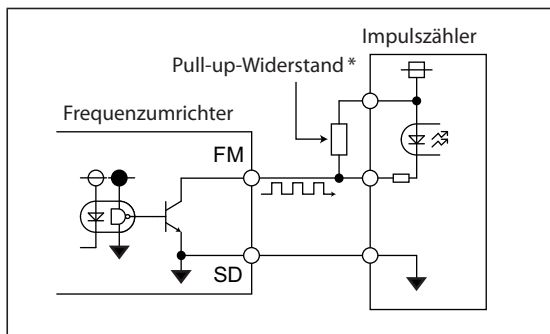 Impulszähler
Pull-up-Widerstand *
Frequenzumrichter
FM
SD